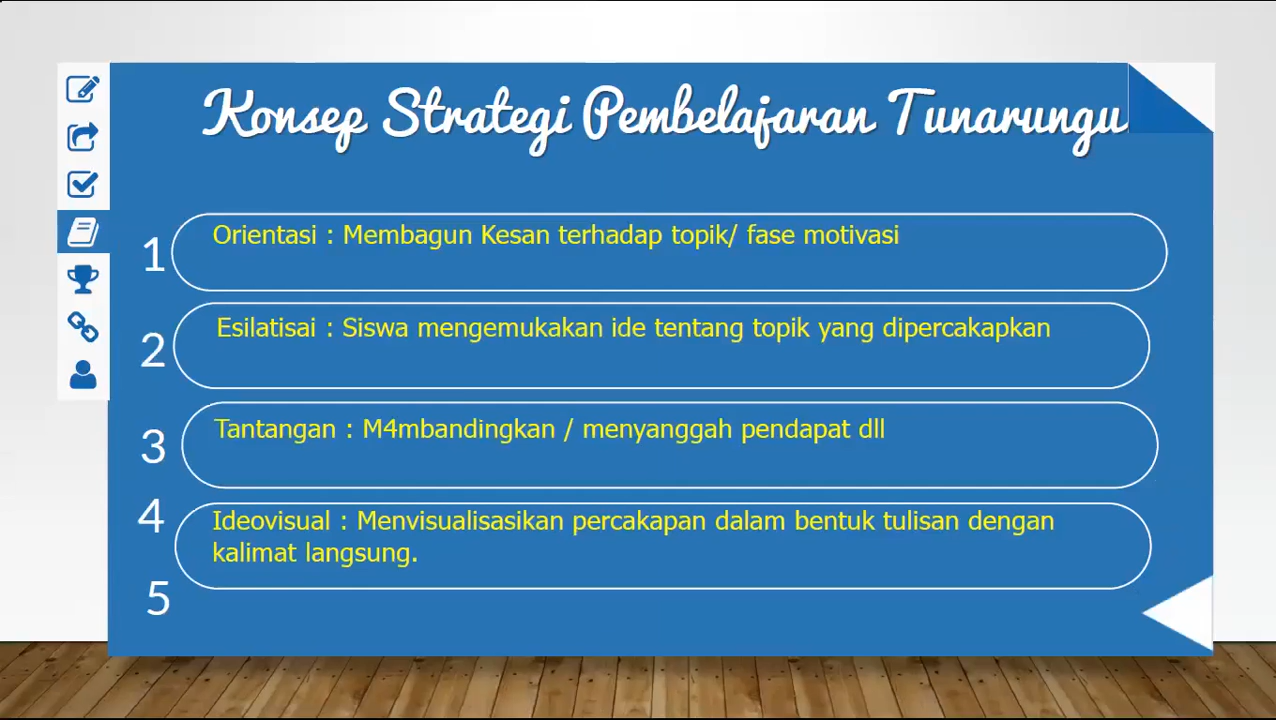 Konsep Strategi Pembelajaran Tunarungu
1 Orientasi : Membagun Kesan terhadap topik/ fase motivasi
2 Esilatisai : Siswa mengemukakan ide tentang topik yang dipercakapkan
3 Tantangan : M4mbandingkan / menyanggah pendapat dll
4 Ideovisual : Menvisualisasikan percakapan dalam bentuk tulisan dengan
kalimat langsung.
5